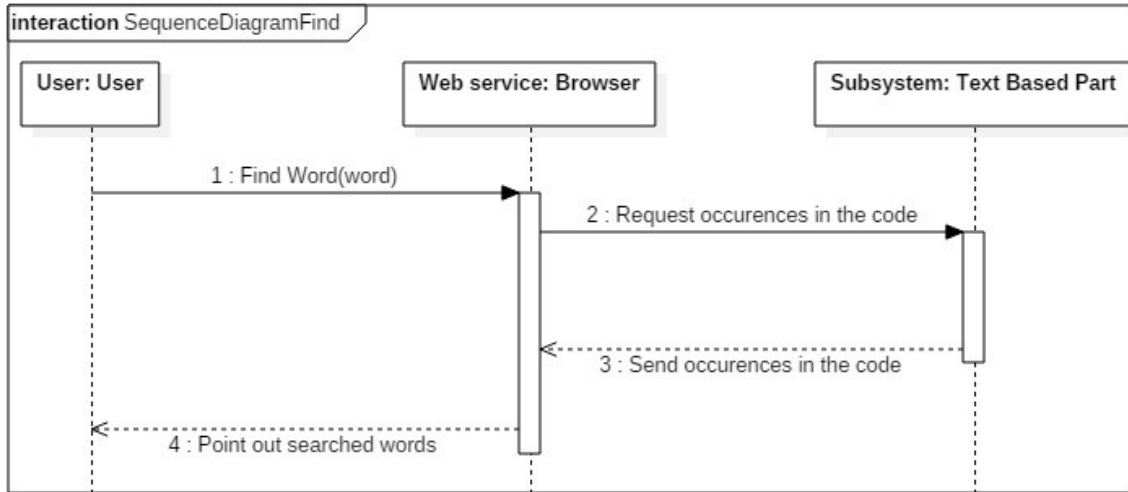 interaction SequenceDiagramFind
User: User
Web service: Browser
Subsystem: Text Based Part
1 : Find Word(word)
2 : Request occurences in the code
3 : Send occurences in the code
4 : Point out searched words